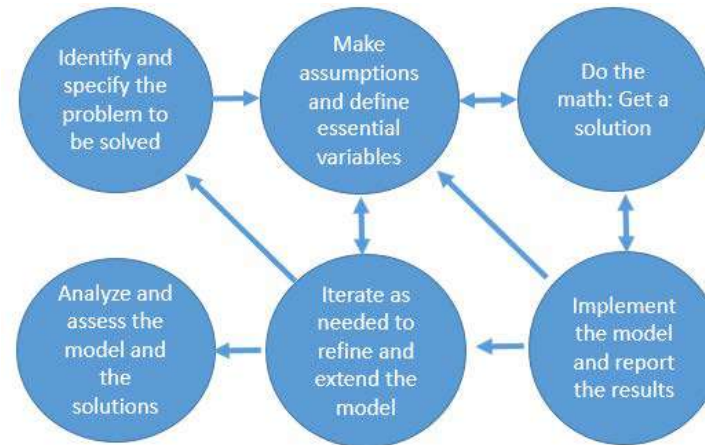 Identify and
specify the
problem to
be solved
Make
assumptions
and define
essential
variables
Do the
math: Get a
solution
Analyze and
assess the
model and
the
solutions
Iterate as
needed to
refine and
extend the
model
Implement
the model
and report
the results